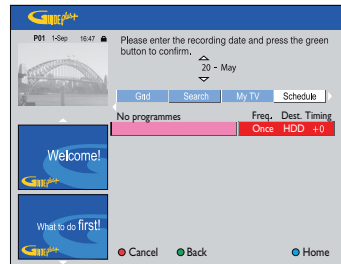 GUIDE plus+
P01 1-Sep 16:47
Please enter the recording date and press the green
button to confirm.
20 - May
Grid Search My TV Schedule
No programmes Freq. Dest. Timing
Once HDD +0
Welcome!
GUIDE plus+
What to do first!
GUIDE plus+
Cancel Back Home